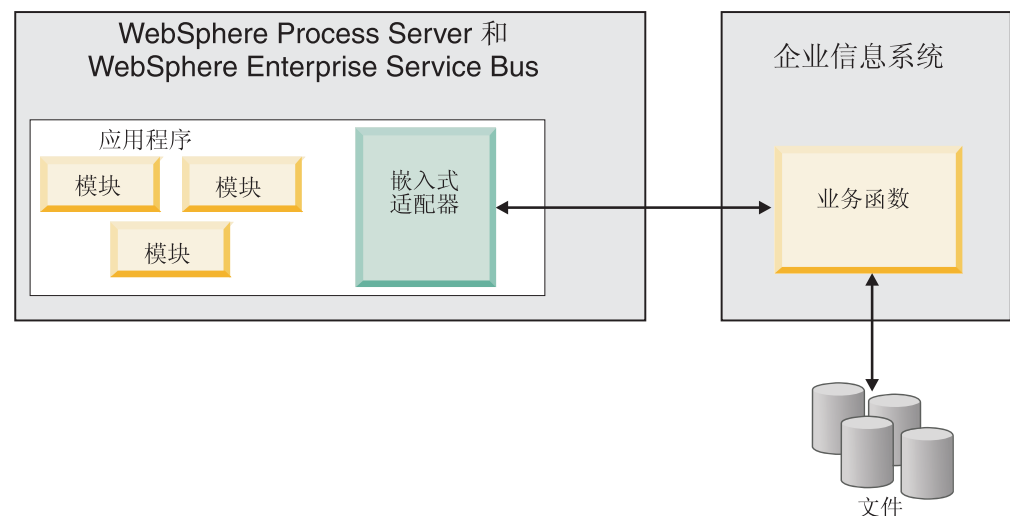 WebSphere Process Server 和
WebSphere Enterprise Service Bus
应用程序
模块
模块
模块
嵌入式
适配器
企业信息系统
业务函数
文件